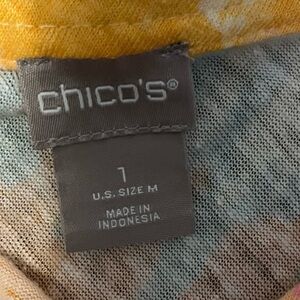 chico's®
1
U.S. SIZE M
MADE IN
INDONESIA